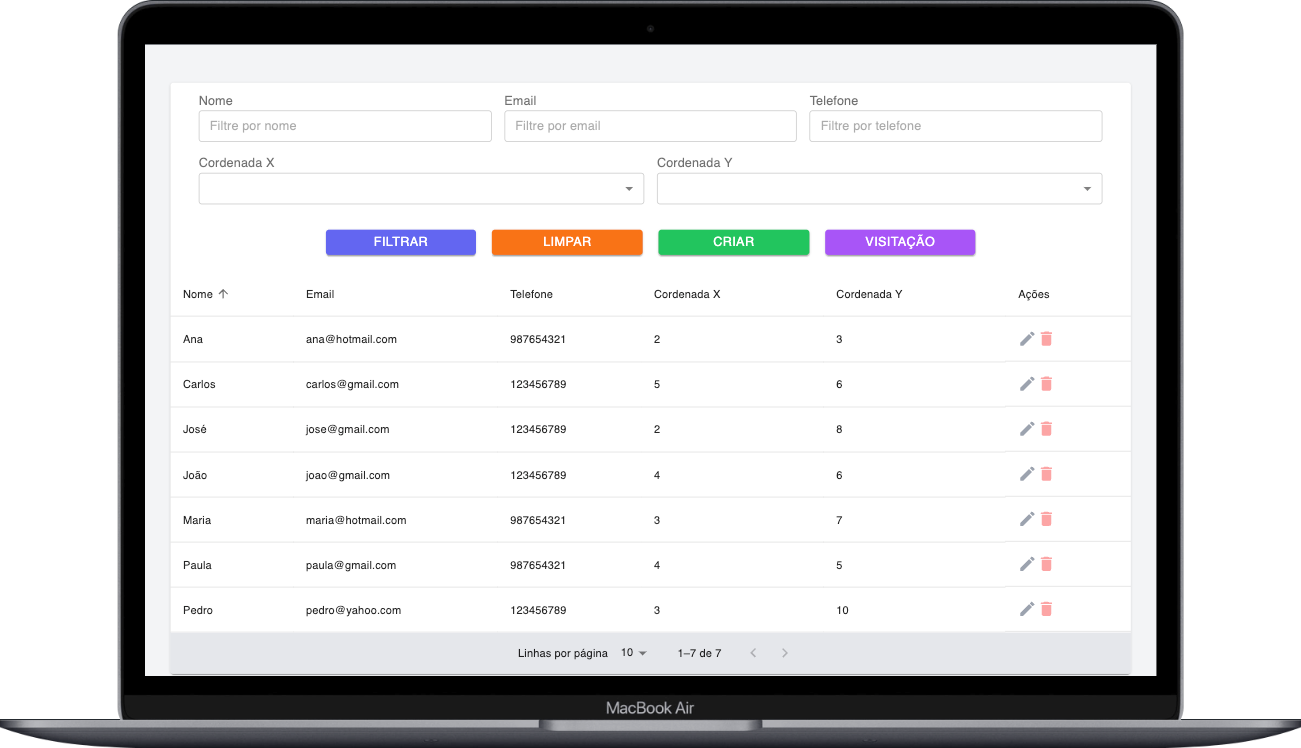 Nome Email Telefone
Filtre por nome Filtre por email Filtre por telefone
Cordenada X Cordenada Y
FILTRAR LIMPAR CRIAR VISITAÇÃO
Nome Email Telefone Cordenada X Cordenada Y Ações
Ana ana@hotmail.com 987654321 2 3
Carlos carlos@gmail.com 123456789 5 6
José jose@gmail.com 123456789 2 8
João joao@gmail.com 123456789 4 6
Maria maria@hotmail.com 987654321 3 7
Paula paula@gmail.com 987654321 4 5
Pedro pedro@yahoo.com 123456789 3 10
Linhas por página 10 1–7 de 7
MacBook Air